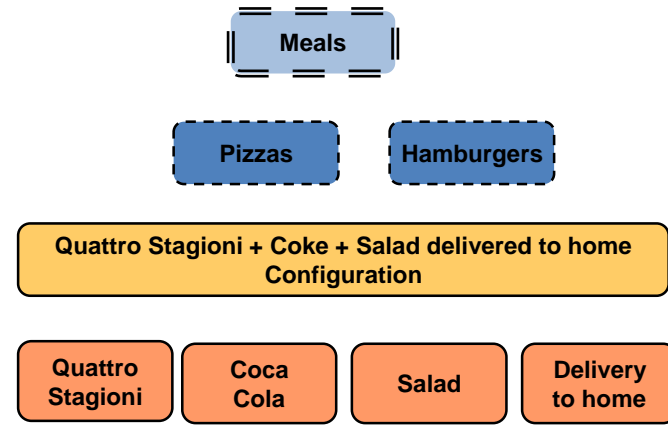 Meals
Pizzas
Hamburgers
Quattro Stagioni + Coke + Salad delivered to home
Configuration
Quattro
Stagioni
Coca
Cola
Salad
Delivery
to home